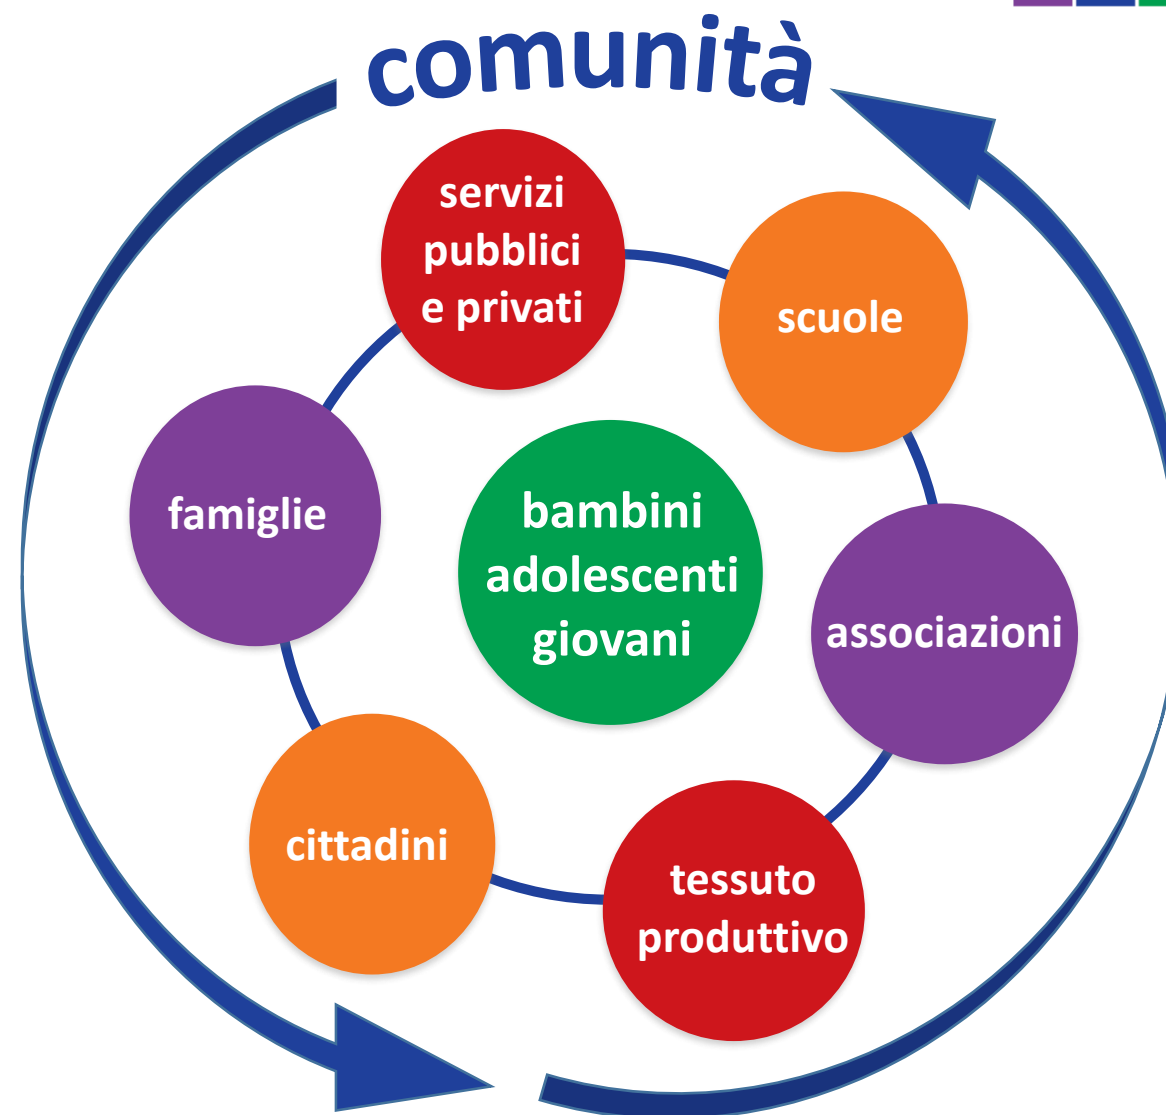 comunità
servizi
pubblici
e privati
scuole
famiglie
bambini
adolescenti
giovani
associazioni
cittadini
tessuto
produttivo